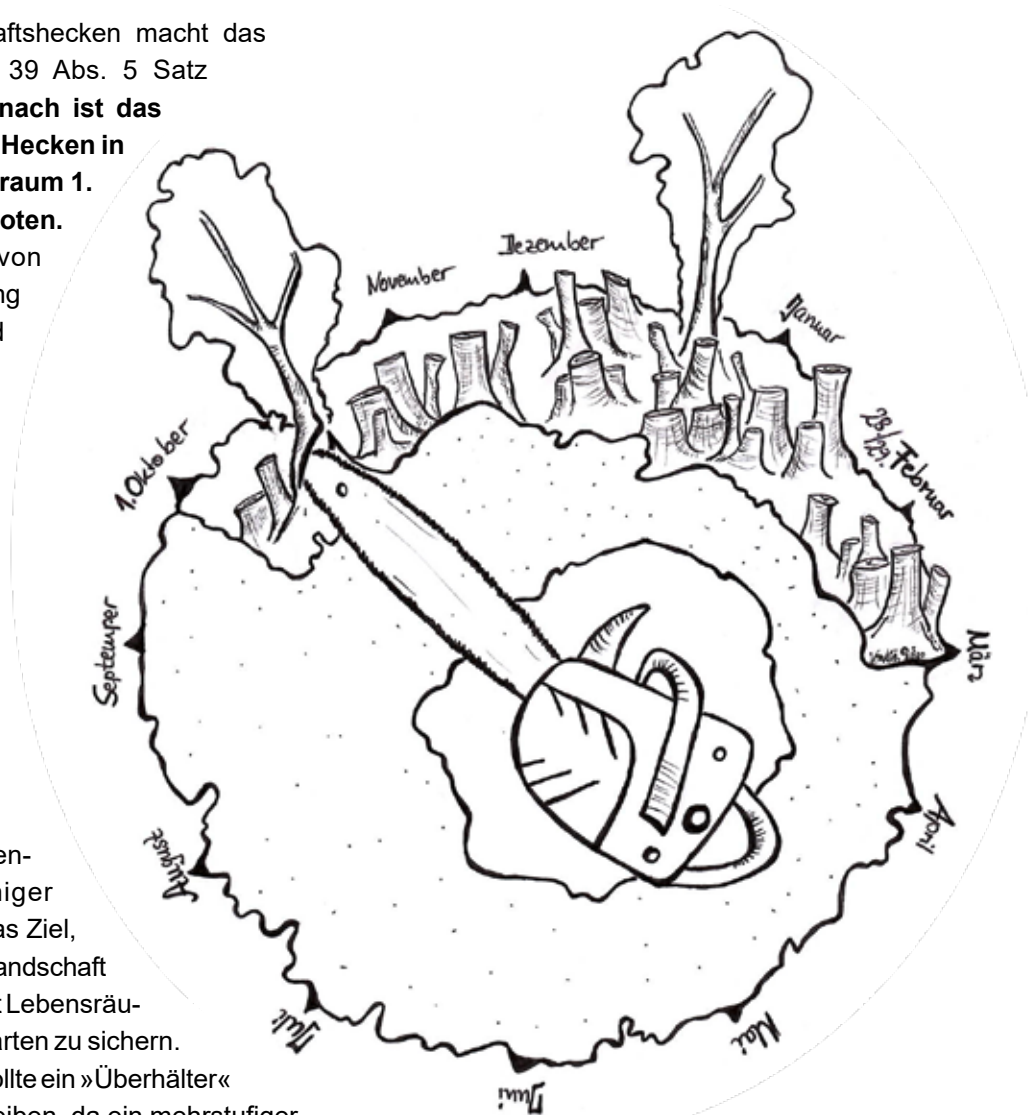 aftshecken macht das
39 Abs. 5 Satz
nach ist das
Hecken in
raum 1.
oten.
von
ng
d
Dezember
November
Januar
28/29. Februar
1. Oktober
März
Septemper
April
August
Mai
Juli
Juni
en-
niger
as Ziel,
andschaft
t Lebensräu-
arten zu sichern.
ollte ein »Überhälter«
eiben, da ein mehrstufiger